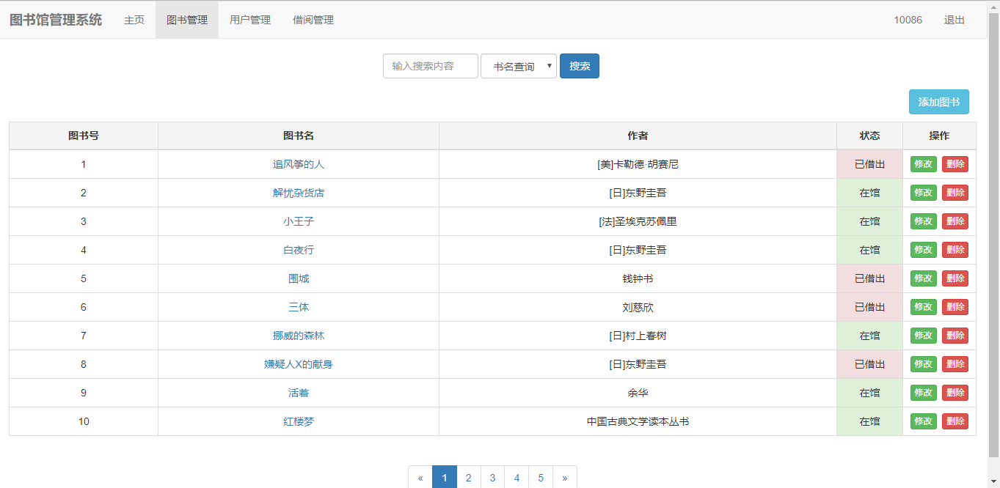 图书馆管理系统 主页 图书管理 用户管理 借阅管理 10086 退出
输入搜索内容 书名查询 搜索
添加图书
图书号 图书名 作者 状态 操作
1 追风筝的人 [美]卡勒德·胡赛尼 已借出 修改 删除
2 解忧杂货店 [日]东野圭吾 在馆 修改 删除
3 小王子 [法]圣埃克苏佩里 在馆 修改 删除
4 白夜行 [日]东野圭吾 在馆 修改 删除
5 围城 钱钟书 已借出 修改 删除
6 三体 刘慈欣 已借出 修改 删除
7 挪威的森林 [日]村上春树 在馆 修改 删除
8 嫌疑人X的献身 [日]东野圭吾 已借出 修改 删除
9 活着 余华 在馆 修改 删除
10 红楼梦 中国古典文学读本丛书 在馆 修改 删除
« 1 2 3 4 5 »